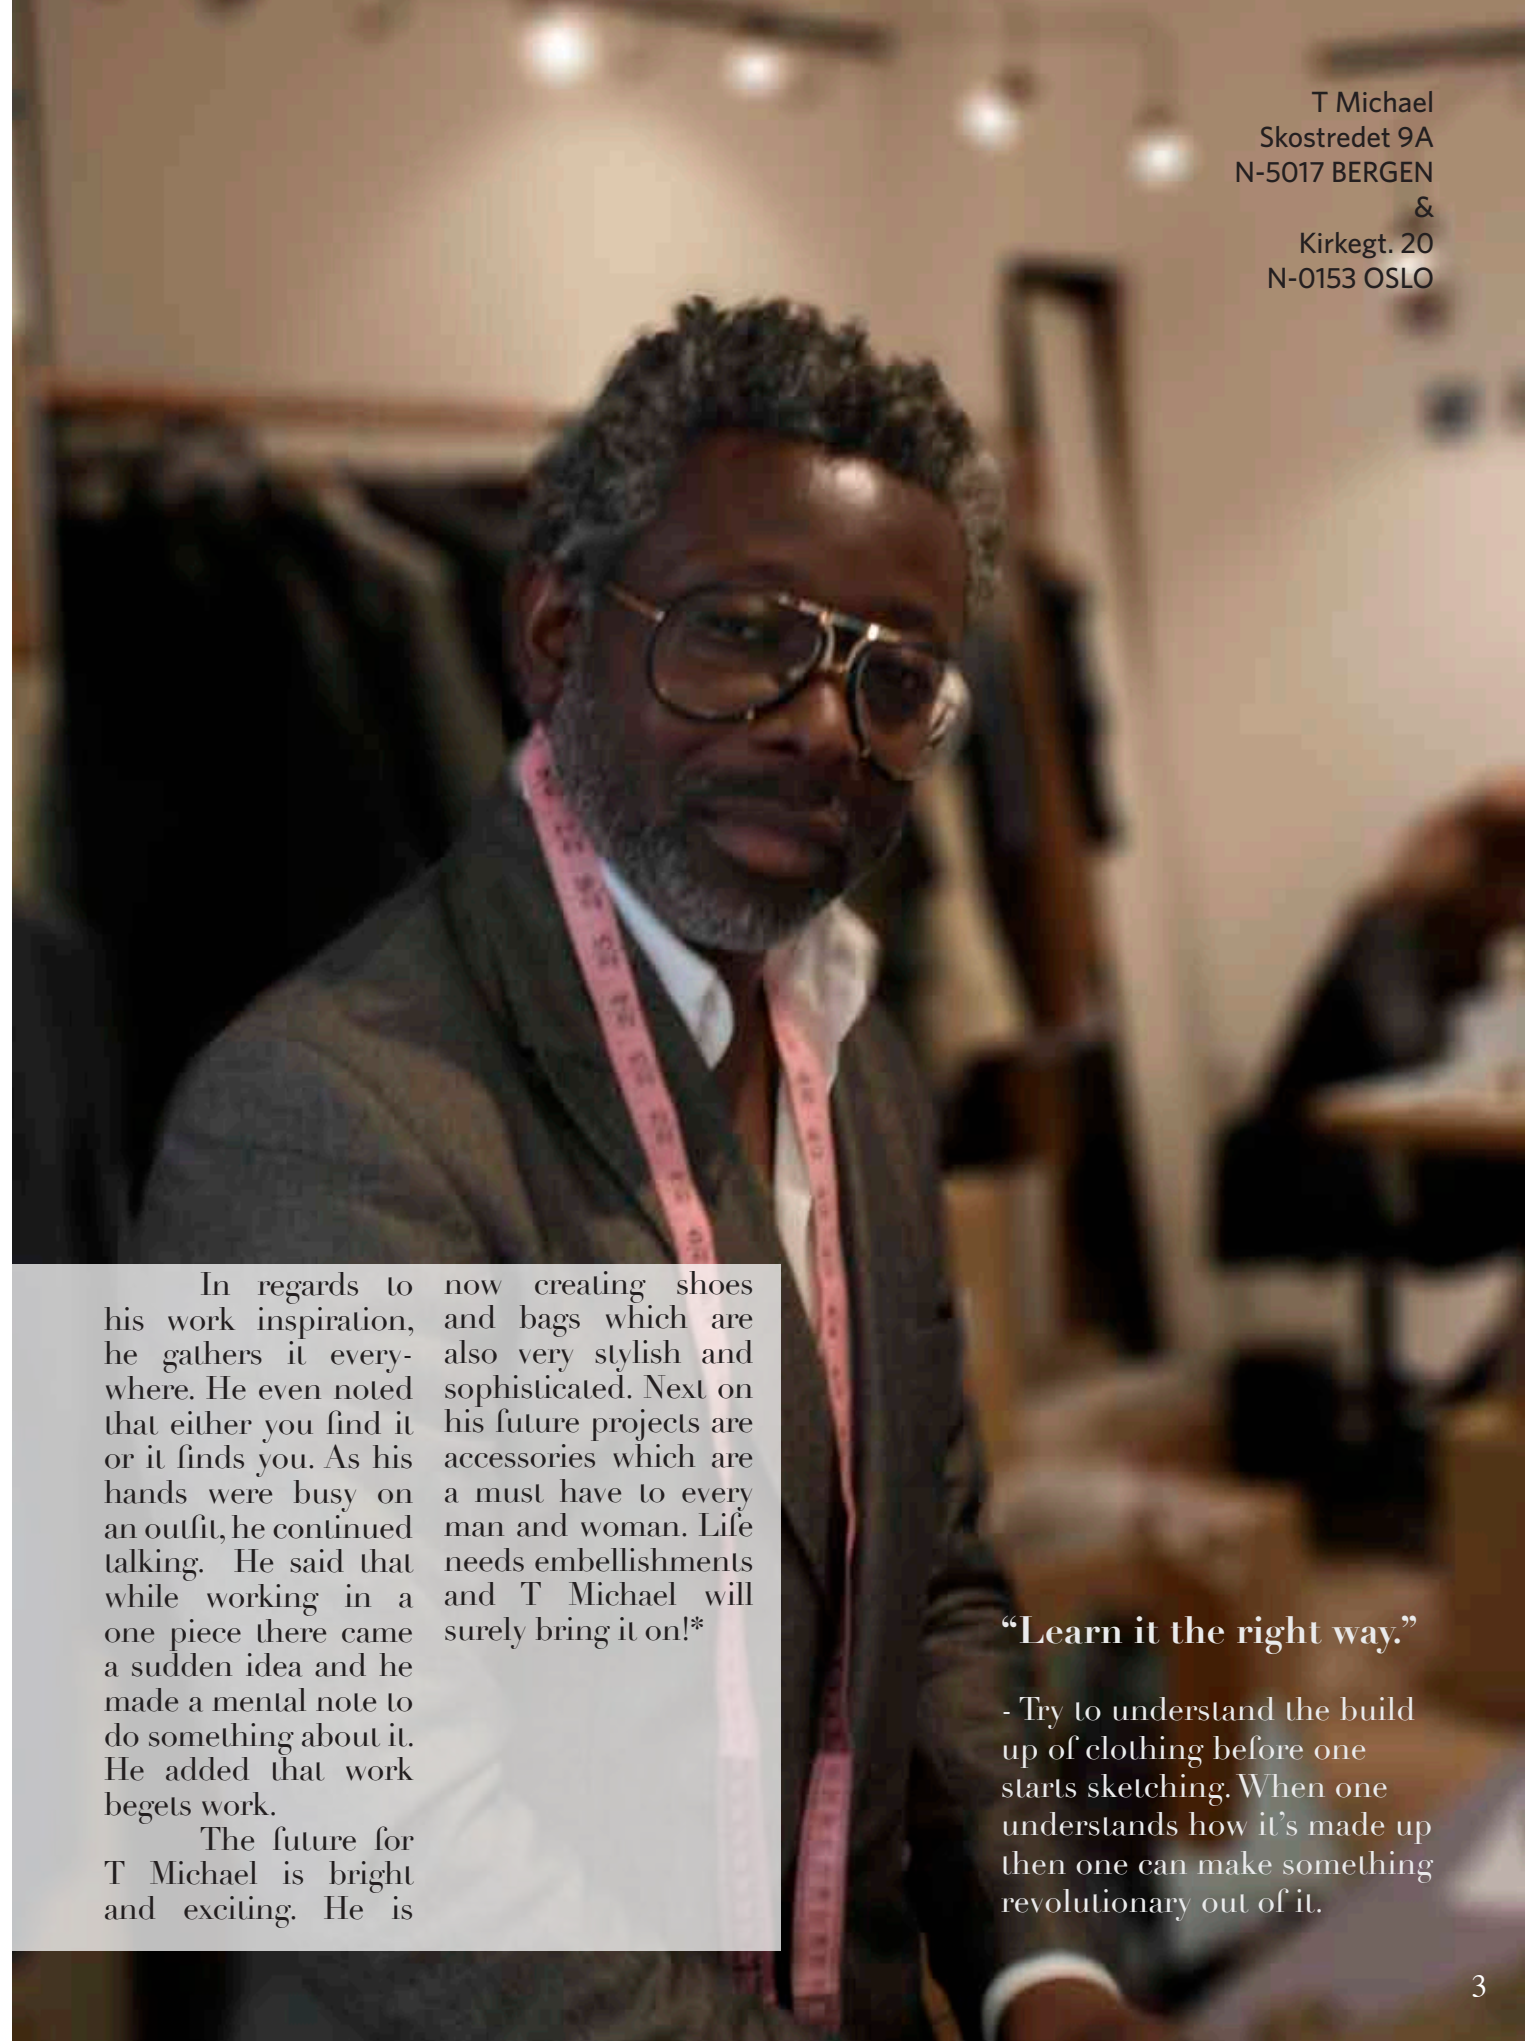 T Michael
Skostredet 9A
N-5017 BERGEN
&
Kirkegt. 20
N-0153 OSLO
In regards to
his work inspiration,
he gathers it every-
where. He even noted
that either you find it
or it finds you. As his
hands were busy on
an outfit, he continued
talking. He said that
while working in a
one piece there came
a sudden idea and he
made a mental note to
do something about it.
He added that work
begets work.
The future for
T Michael is bright
and exciting. He is
now creating shoes
and bags which are
also very stylish and
sophisticated. Next on
his future projects are
accessories which are
a must have to every
man and woman. Life
needs embellishments
and T Michael will
surely bring it on!*
“Learn it the right way.”
- Try to understand the build
up of clothing before one
starts sketching. When one
understands how it’s made up
then one can make something
revolutionary out of it.
3